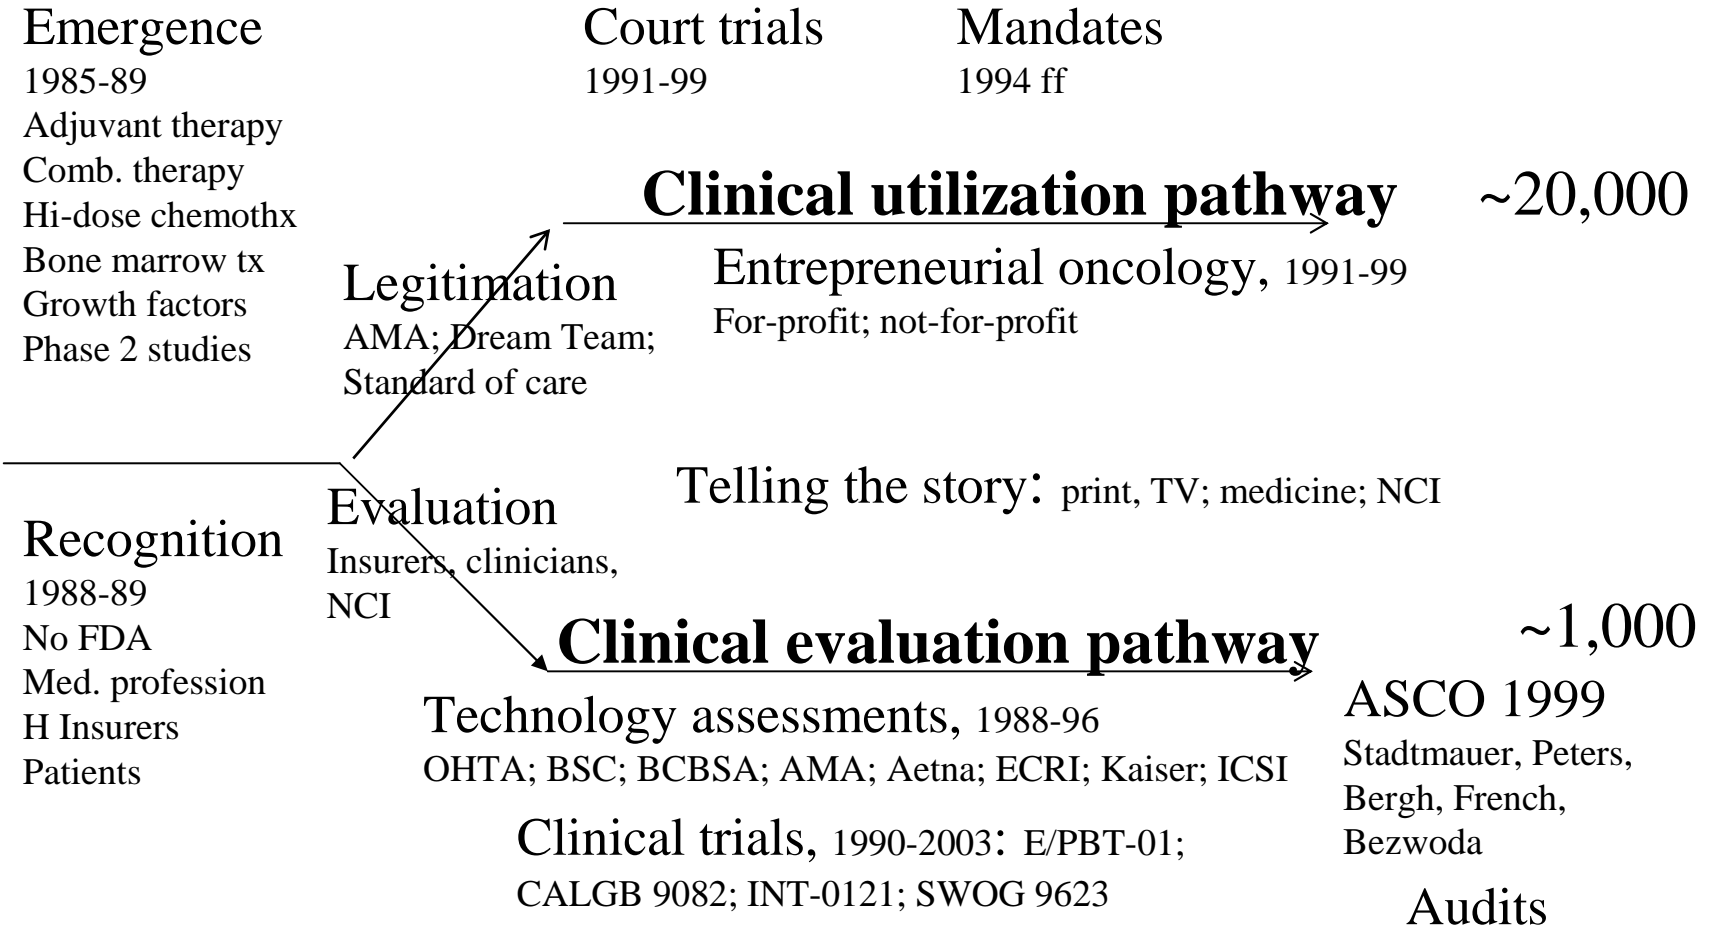 Emergence
1985-89
Adjuvant therapy
Comb. therapy
Hi-dose chemothx
Bone marrow tx
Growth factors
Phase 2 studies
Court trials
1991-99
Mandates
1994 ff
Clinical utilization pathway
~20,000
Legitimation
AMA; Dream Team;
Standard of care
Entrepreneurial oncology, 1991-99
For-profit; not-for-profit
Telling the story: print, TV; medicine; NCI
Recognition
1988-89
No FDA
Med. profession
H Insurers
Patients
Evaluation
Insurers, clinicians,
NCI
Clinical evaluation pathway
~1,000
Technology assessments, 1988-96
OHTA; BSC; BCBSA; AMA; Aetna; ECRI; Kaiser; ICSI
Clinical trials, 1990-2003: E/PBT-01;
CALGB 9082; INT-0121; SWOG 9623
ASCO 1999
Stadtmauer, Peters,
Bergh, French,
Bezwoda
Audits